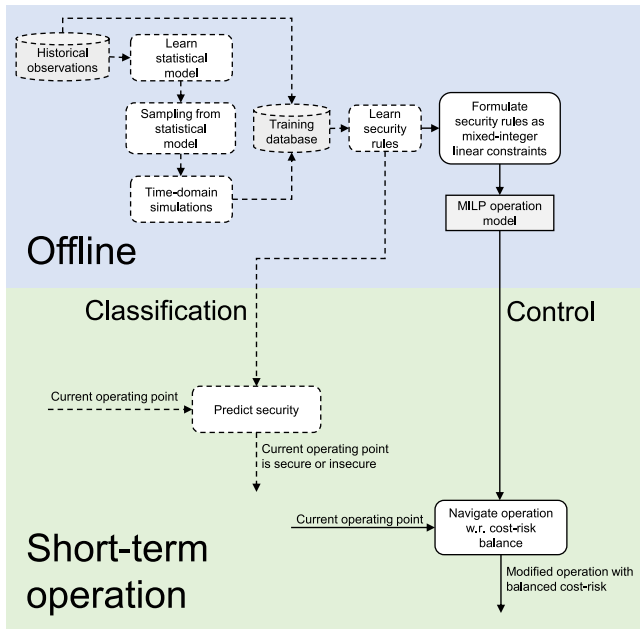 Historical
observations
Learn
statistical
model
Sampling from
statistical
model
Time-domain
simulations
Training
database
Learn
security
rules
Formulate
security rules as
mixed-integer
linear constraints
MILP operation
model
Offline
Classification
Control
Current operating point
Predict security
Current operating point
is secure or insecure
Current operating point
Navigate operation
w.r. cost-risk
balance
Modified operation with
balanced cost-risk
Short-term
operation